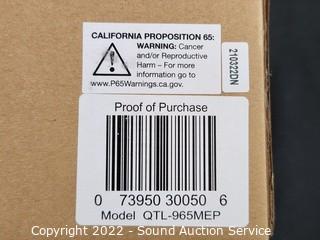 CALIFORNIA PROPOSITION 65:
WARNING: Cancer
and/or Reproductive
Harm – For more
information go to
www.P65Warnings.ca.gov.
210322DN
Proof of Purchase
0 73950 30050 6
Model QTL-965MEP
Copyright 2022 - Sound Auction Service